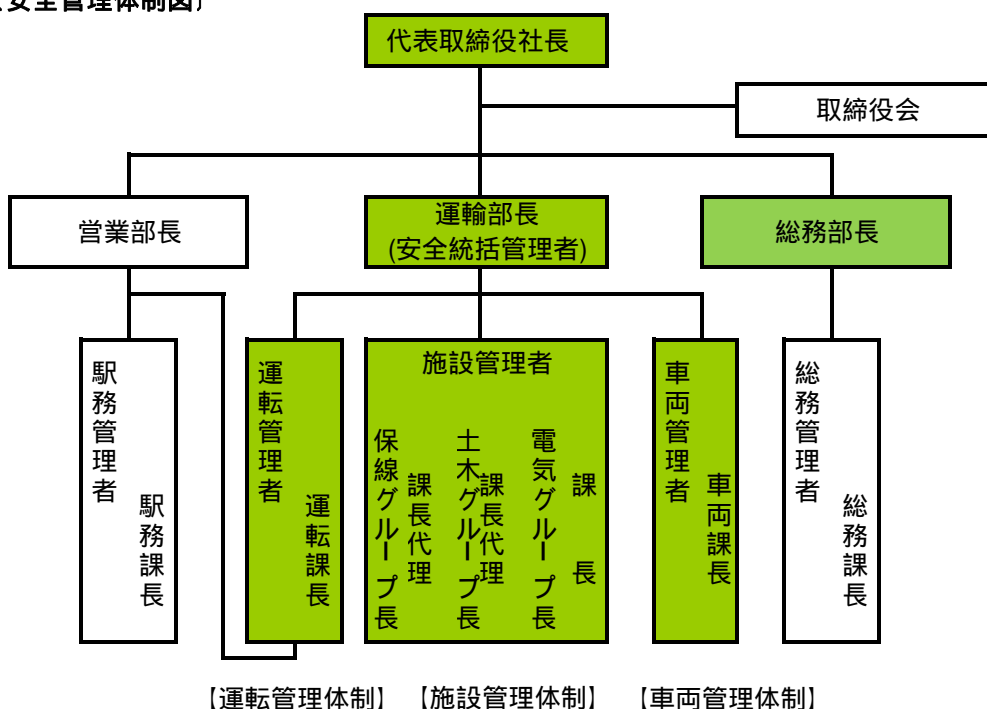 【安全管理体制図】
代表取締役社長
取締役会
営業部長
運輸部長
(安全統括管理者)
総務部長
駅務管理者
駅務課長
運転管理者
運転課長
施設管理者
保線グループ長
課長代理
土木グループ長
課長代理
電気グループ長
課 長
車両管理者
車両課長
総務管理者
総務課長
【運転管理体制】 【施設管理体制】 【車両管理体制】